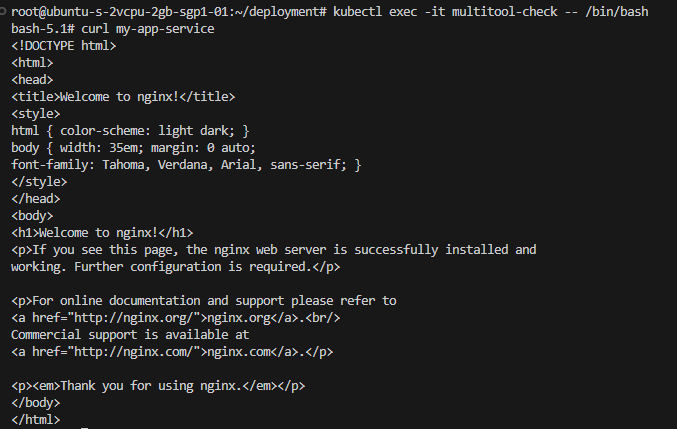 root@ubuntu-s-2vcpu-2gb-sgp1-01:~/deployment# kubectl exec -it multitool-check -- /bin/bash
bash-5.1# curl my-app-service
<!DOCTYPE html>
<html>
<head>
<title>Welcome to nginx!</title>
<style>
html { color-scheme: light dark; }
body { width: 35em; margin: 0 auto;
font-family: Tahoma, Verdana, Arial, sans-serif; }
</style>
</head>
<body>
<h1>Welcome to nginx!</h1>
<p>If you see this page, the nginx web server is successfully installed and
working. Further configuration is required.</p>

<p>For online documentation and support please refer to
<a href="http://nginx.org/">nginx.org</a>.<br/>
Commercial support is available at
<a href="http://nginx.com/">nginx.com</a>.</p>

<p><em>Thank you for using nginx.</em></p>
</body>
</html>